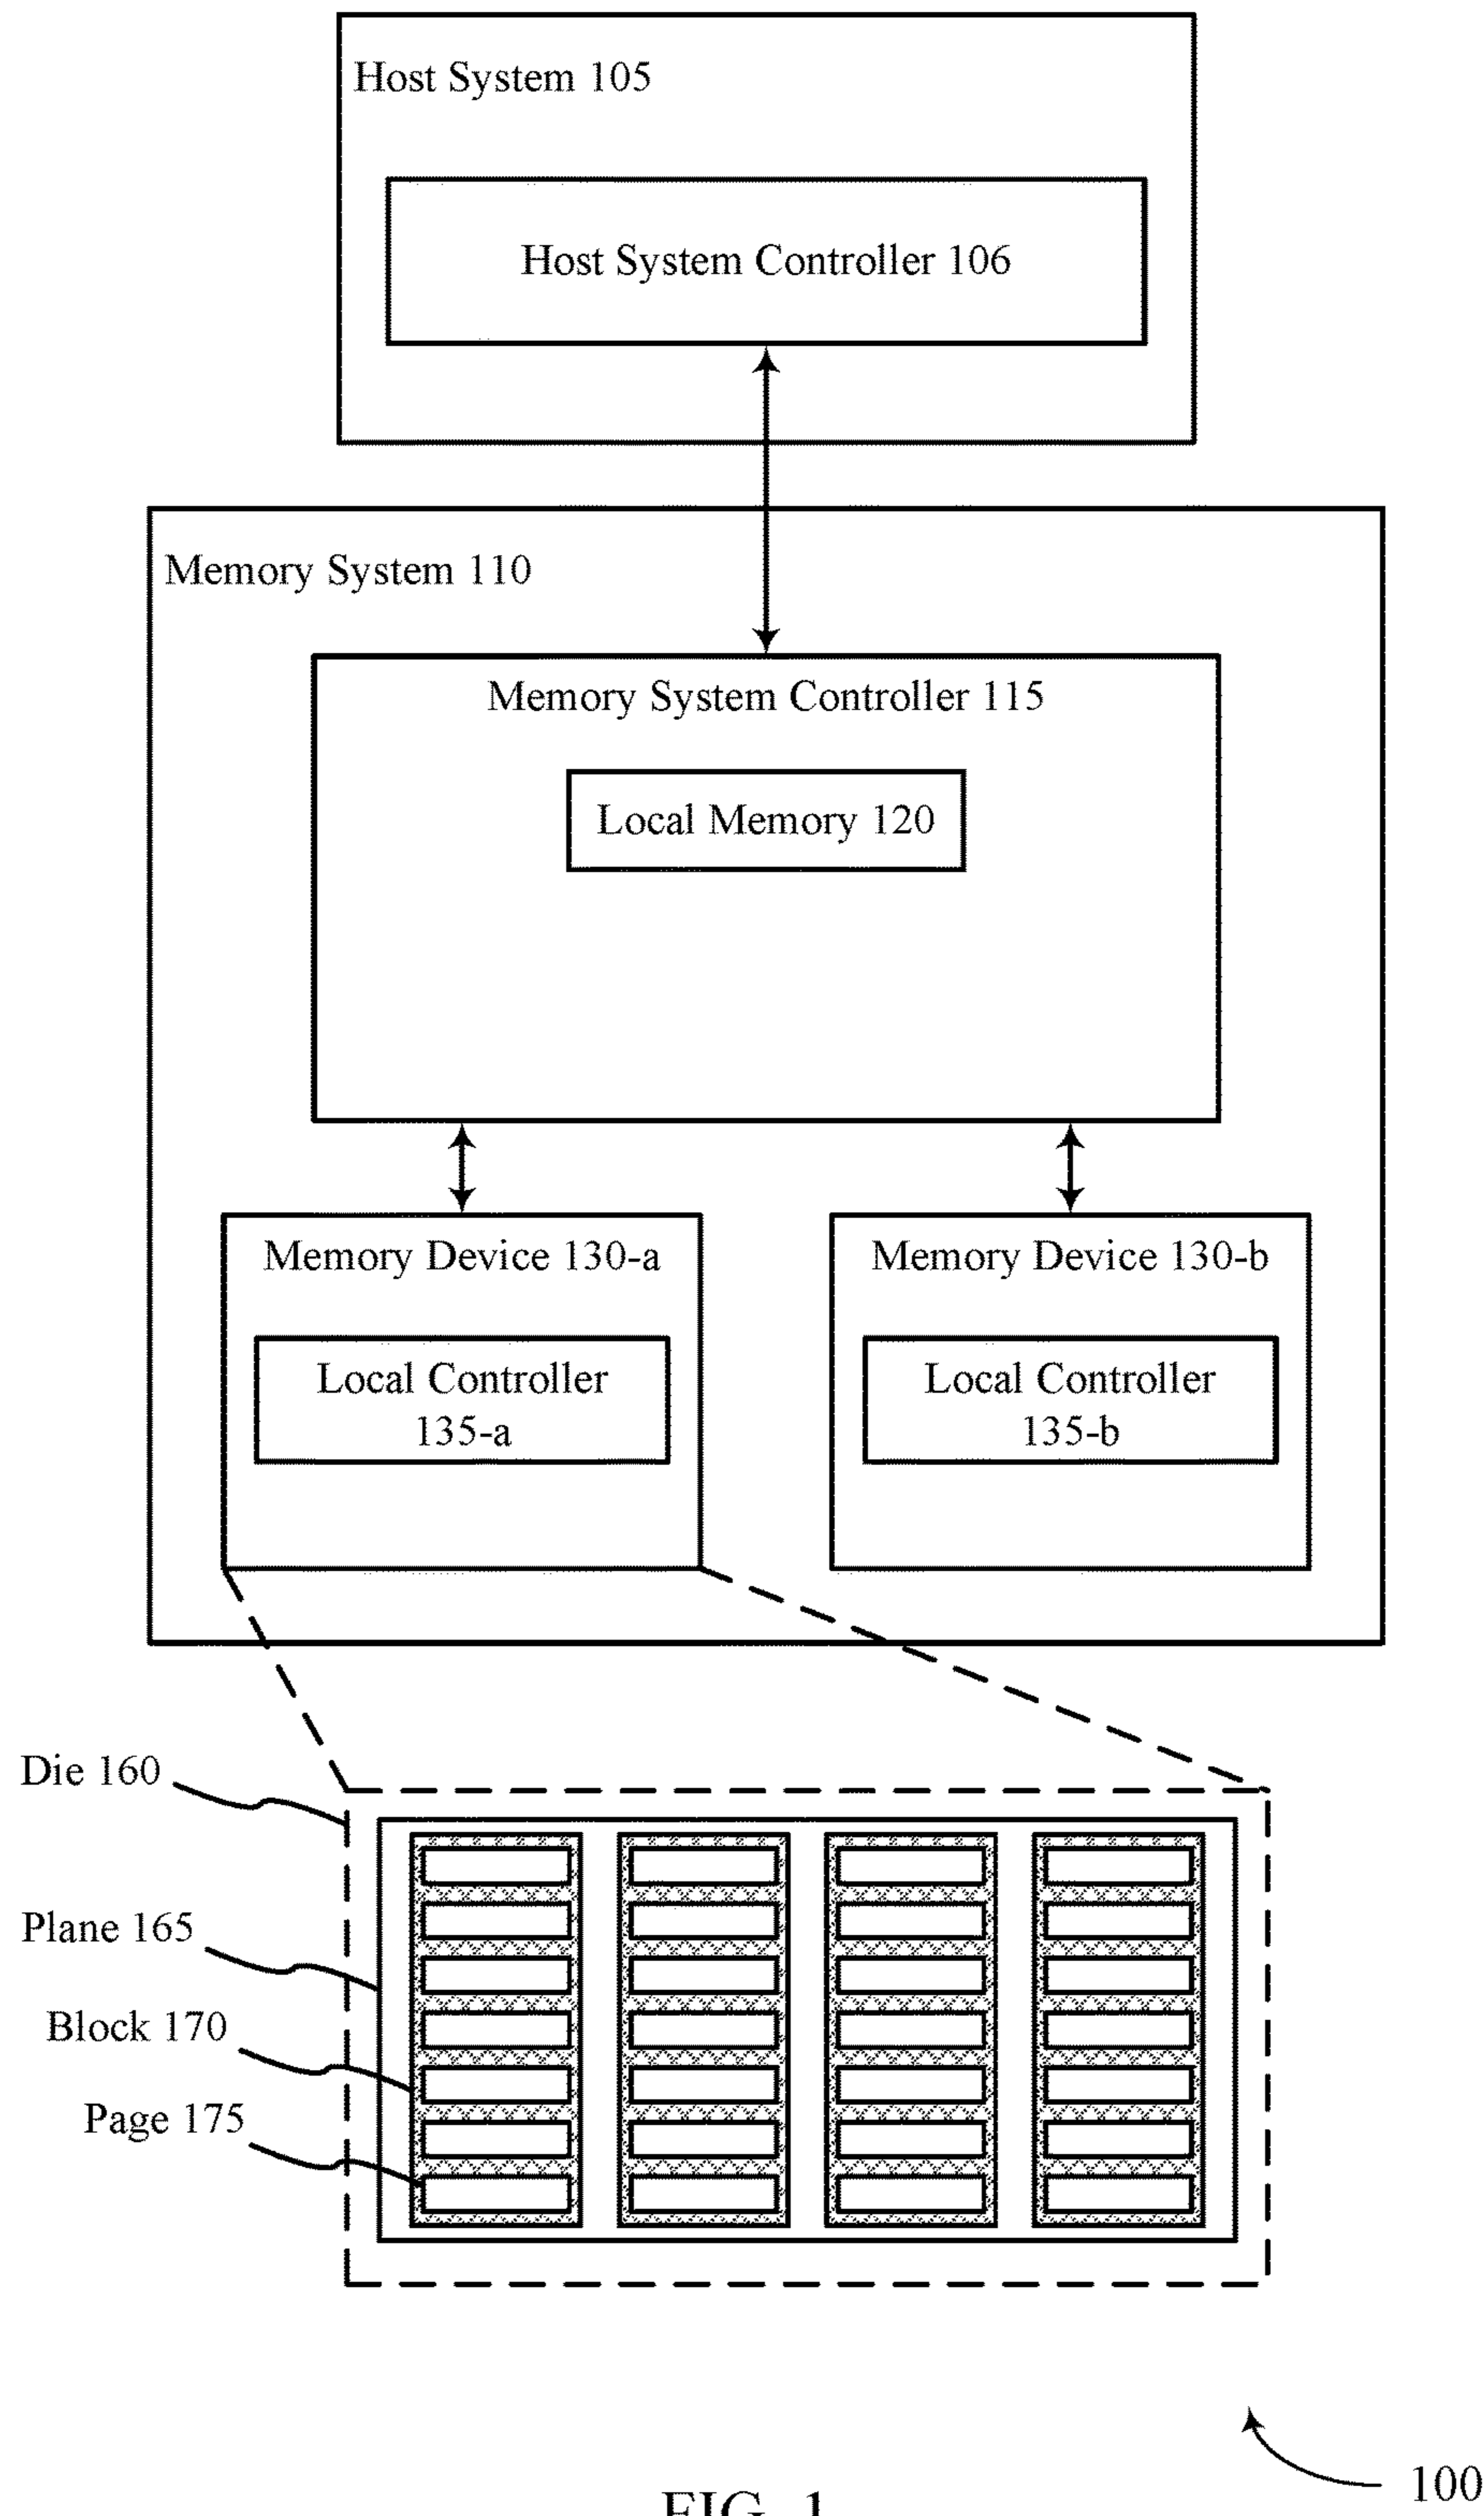 Host System 105
Host System Controller 106
Memory System 110
Memory System Controller 115
Local Memory 120
Memory Device 130-a
Memory Device 130-b
Local Controller
135-a
Local Controller
135-b
Die 160
Plane 165
Block 170
Page 175
100
FIG. 1